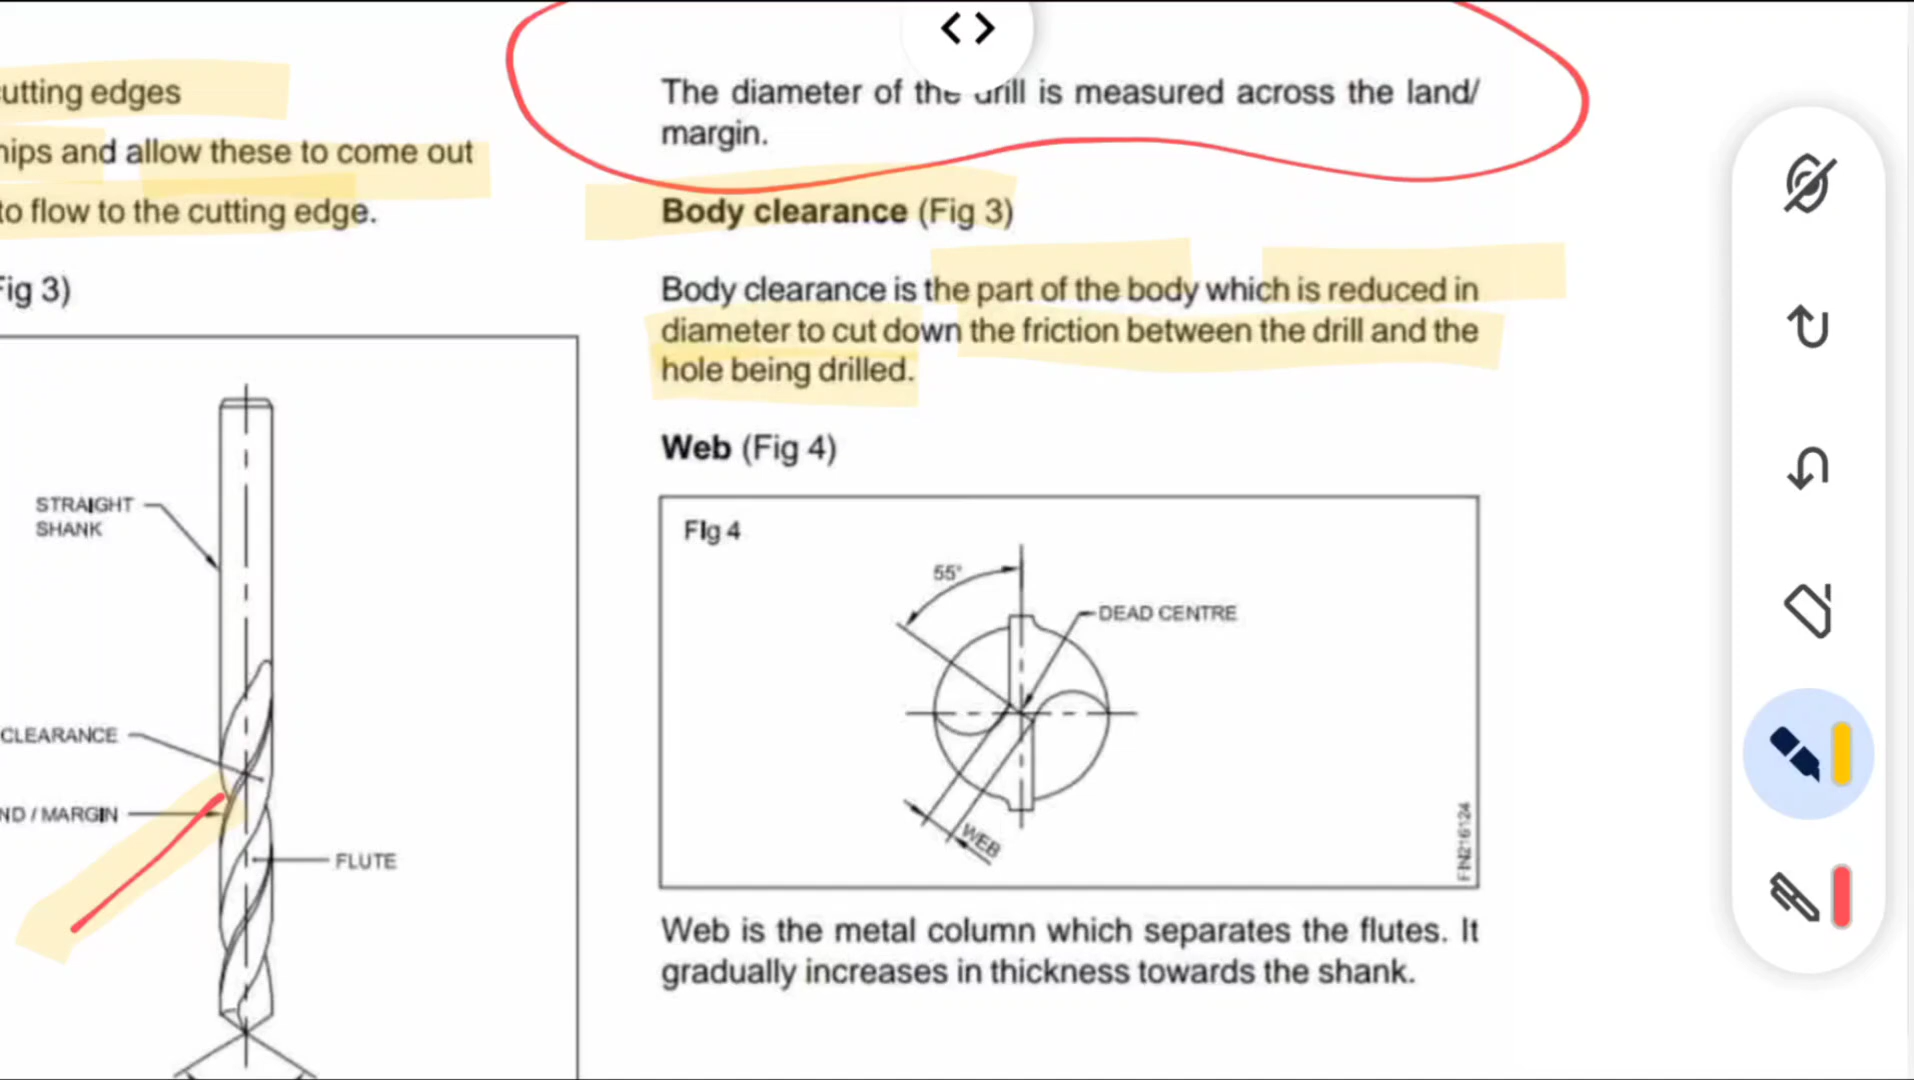 cutting edges
hips and allow these to come out
to flow to the cutting edge.
Fig 3)
STRAIGHT
SHANK
CLEARANCE
ND / MARGIN
FLUTE
The diameter of the drill is measured across the land/
margin.
Body clearance (Fig 3)
Body clearance is the part of the body which is reduced in
diameter to cut down the friction between the drill and the
hole being drilled.
Web (Fig 4)
FIg 4
55°
DEAD CENTRE
WEB
FIN216124
Web is the metal column which separates the flutes. It
gradually increases in thickness towards the shank.